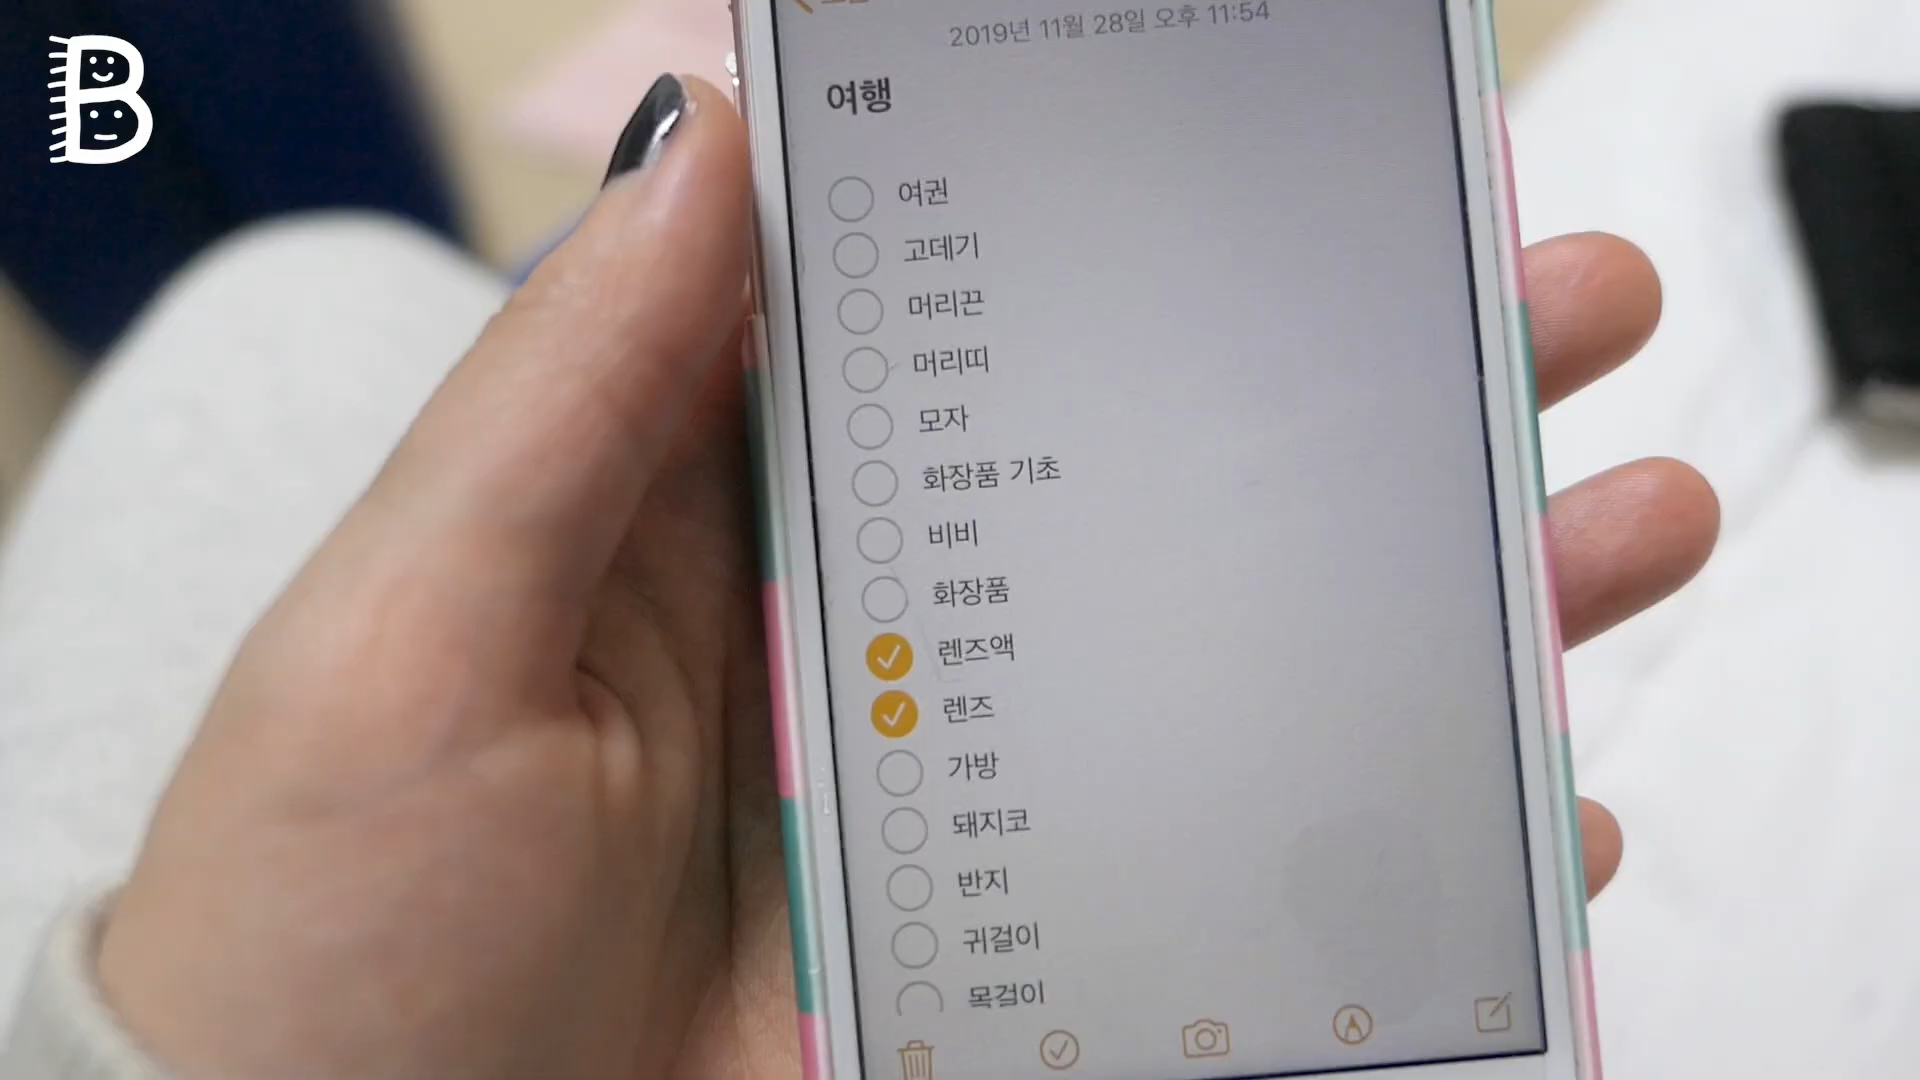 B
2019년 11월 28일 오후 11:54
여행
여권
고데기
머리끈
머리띠
모자
화장품 기초
비비
화장품
렌즈액
렌즈
가방
돼지코
반지
귀걸이
목걸이